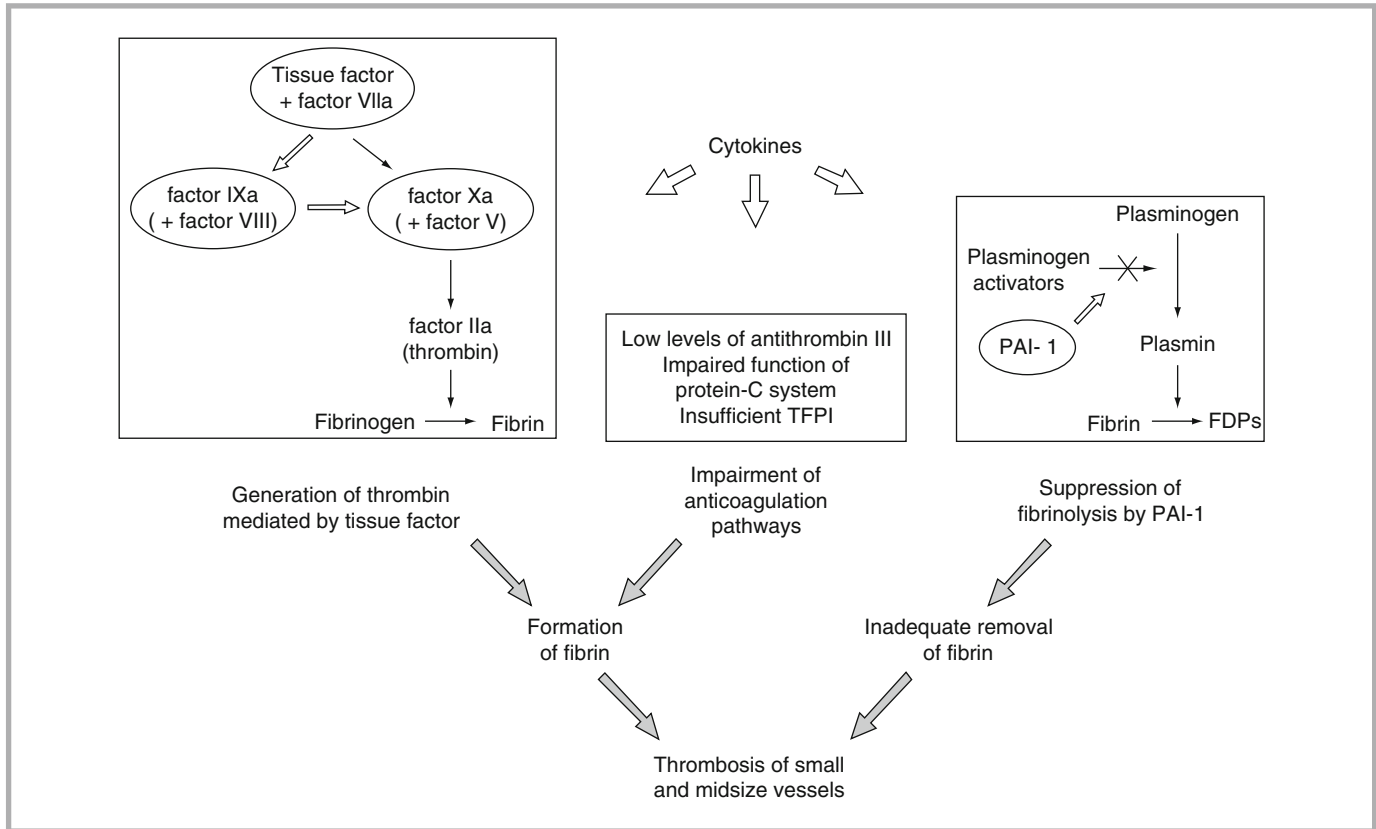 Tissue factor
+ factor VIIa
factor IXa
( + factor VIII)
factor Xa
( + factor V)
factor IIa
(thrombin)
Fibrinogen
Fibrin
Generation of thrombin
mediated by tissue factor
Cytokines
Low levels of antithrombin III
Impaired function of
protein-C system
Insufficient TFPI
Impairment of
anticoagulation
pathways
Plasminogen
Plasminogen
activators
PAI- 1
Plasmin
Fibrin
FDPs
Suppression of
fibrinolysis by PAI-1
Formation
of fibrin
Inadequate removal
of fibrin
Thrombosis of small
and midsize vessels